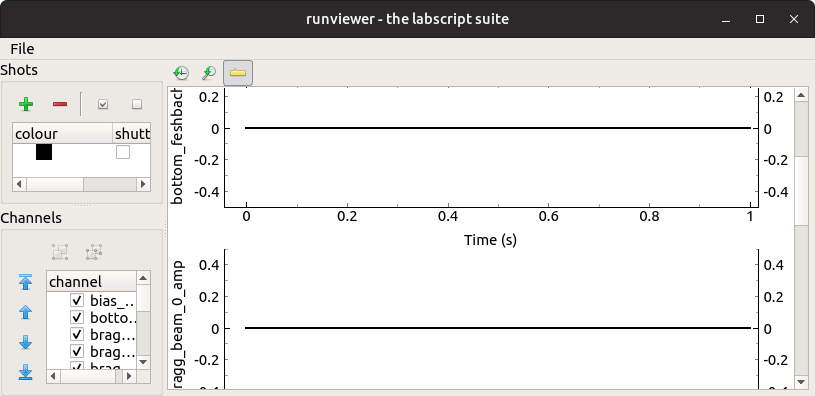 runviewer - the labscript suite
File
Shots
colour
shutt
Channels
channel
bias_...
botto...
brag...
brag...
brag
bottom_feshbach
0.2
0
-0.2
-0.4
0.2
0
-0.2
-0.4
0
0.2
0.4
0.6
0.8
1
Time (s)
ragg_beam_0_amp
0.4
0.2
0
-0.2
0.4
0.2
0
-0.2